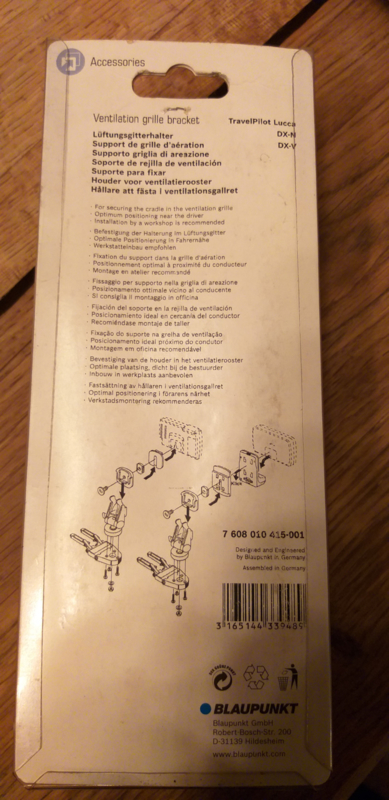 Accessories
Ventilation grille bracket
TravelPilot Lucca
DX-N
DX-V
Lüftungsgitterhalter
Support de grille d'aération
Supporto griglia di areazione
Soporte de rejilla de ventilación
Suporte para fixar
Houder voor ventilatierooster
Hållare att fästa i ventilationsgallret
· For securing the cradle in the ventilation grille
· Optimum positioning near the driver
· Installation by a workshop is recommended
· Befestigung der Halterung im Lüftungsgitter
· Optimale Positionierung in Fahrernähe
· Werkstatteinbau empfohlen
· Fixation du support dans la grille d'aération
· Positionnement optimal à proximité du conducteur
· Montage en atelier recommandé
· Fissaggio per supporto nella griglia di areazione
· Posizionamento ottimale vicino al conducente
· Si consiglia il montaggio in officina
· Fijación del soporte en la rejilla de ventilación
· Posicionamiento ideal en cercanía del conductor
· Recomiéndase montaje de taller
· Fixação do suporte na grelha de ventilação
· Posicionamento ideal próximo do condutor
· Montagem em oficina recomendável
· Bevestiging van de houder in het ventilatierooster
· Optimale plaatsing, dicht bij de bestuurder
· Inbouw in werkplaats aanbevolen
· Fastsättning av hållaren i ventilationsgallret
· Optimal positionering i förarens närhet
· Verkstadsmontering rekommenderas
7 608 010 415-001
Designed and Engineered
by Blaupunkt in Germany
Assembled in Germany
3 165144 339489
BLAUPUNKT
Blaupunkt GmbH
Robert-Bosch-Str. 200
D-31139 Hildesheim
www.blaupunkt.com